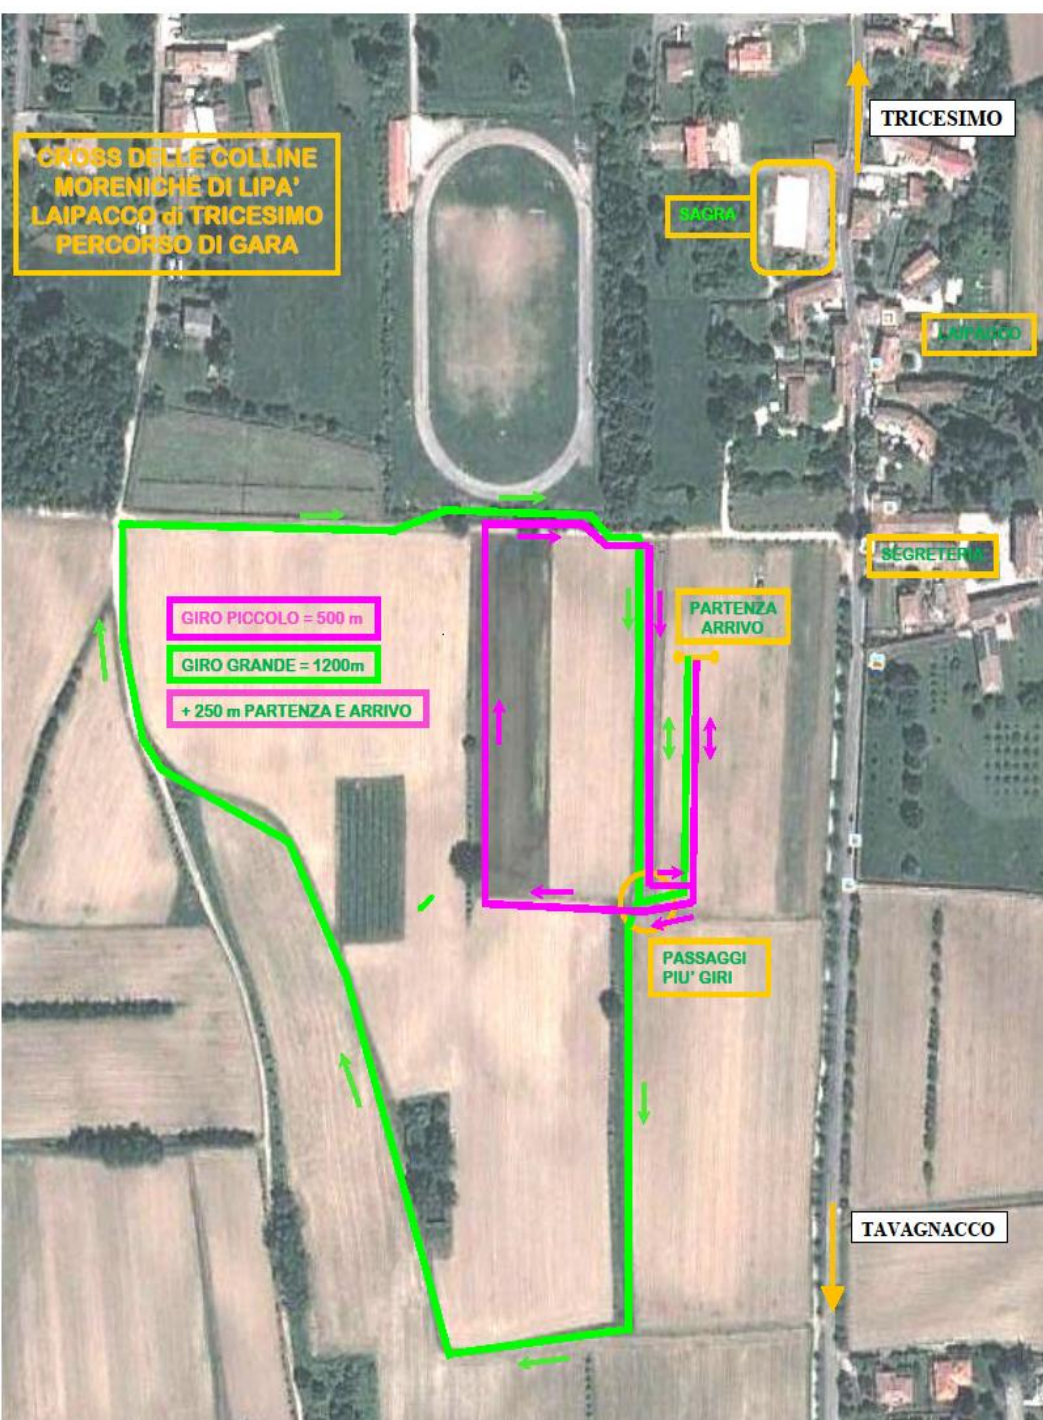 TRICESIMO
CROSS DELLE COLLINE
MORENICHE DI LIPA'
LAIPACCO di TRICESIMO
PERCORSO DI GARA
SAGRA
LAIPACCO
SEGRETERIA
GIRO PICCOLO = 500 m
PARTENZA
ARRIVO
GIRO GRANDE = 1200m
+ 250 m PARTENZA E ARRIVO
PASSAGGI
PIU' GIRI
TAVAGNACCO